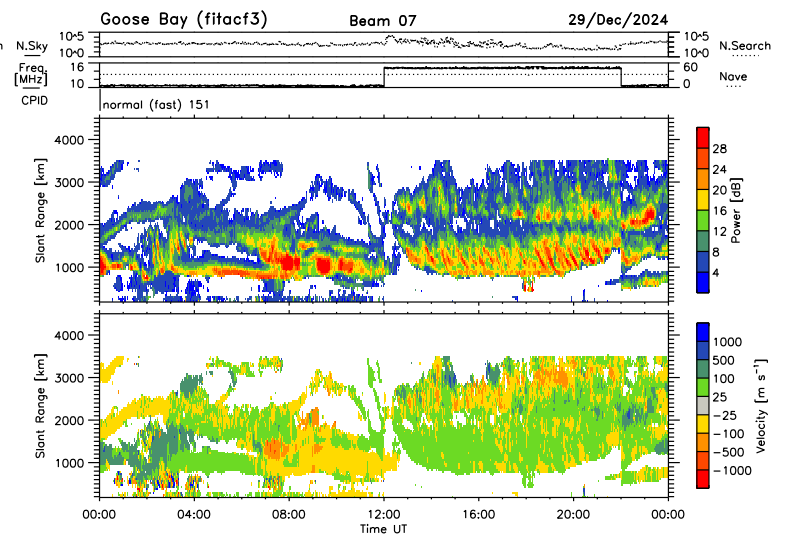 Goose Bay (fitacf3) Beam 07 29/Dec/2024
n N.Sky 10^5 10^5 N.Search
10^0 10^0
Freq. 16 60 Nave
[MHz] 10 0
CPID normal (fast) 151
Slant Range [km] 4000 3000 2000 1000
Power [dB] 28 24 20 16 12 8 4
Slant Range [km] 4000 3000 2000 1000
Velocity [m s⁻¹] 1000 500 100 25 −25 −100 −500 −1000
00:00 04:00 08:00 12:00 16:00 20:00 00:00
Time UT